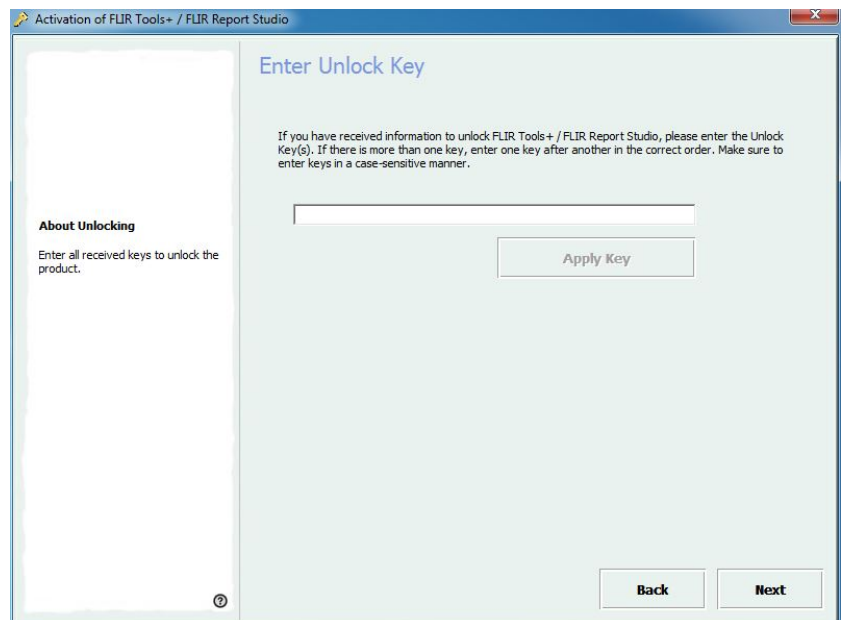 Activation of FLIR Tools+ / FLIR Report Studio
X
Enter Unlock Key
If you have received information to unlock FLIR Tools+ / FLIR Report Studio, please enter the Unlock
Key(s). If there is more than one key, enter one key after another in the correct order. Make sure to
enter keys in a case-sensitive manner.
About Unlocking
Enter all received keys to unlock the
product.
Apply Key
?
Back
Next